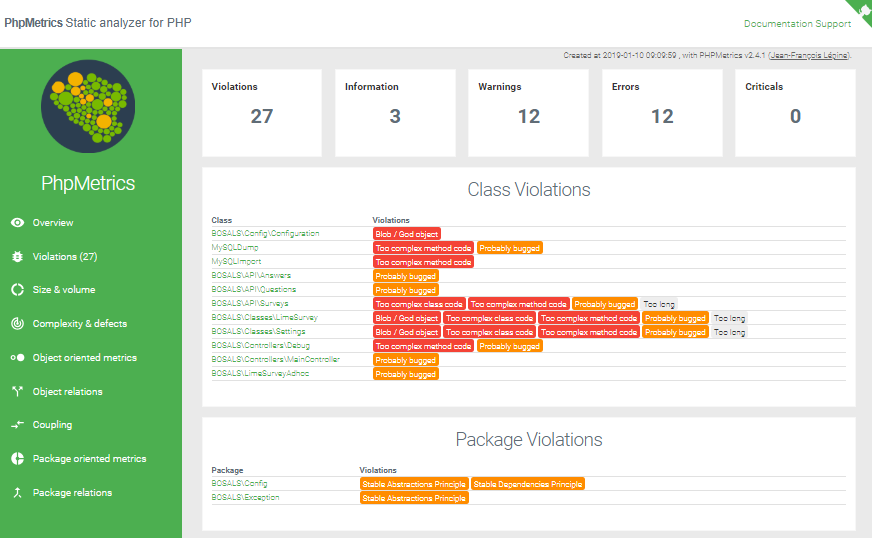 PhpMetrics Static analyzer for PHP
Documentation Support
Created at 2019-01-10 09:09:59 , with PHPMetrics v2.4.1 (Jean-François Lépine).
PhpMetrics
Overview
Violations (27)
Size & volume
Complexity & defects
Object oriented metrics
Object relations
Coupling
Package oriented metrics
Package relations
Violations Information Warnings Errors Criticals
27 3 12 12 0
Class Violations
Class Violations
BOSALS\Config\Configuration Blob / God object
MySQLDump Too complex method code Probably bugged
MySQLImport Too complex method code
BOSALS\API\Answers Probably bugged
BOSALS\API\Questions Probably bugged
BOSALS\API\Surveys Too complex class code Too complex method code Probably bugged Too long
BOSALS\Classes\LimeSurvey Blob / God object Too complex class code Too complex method code Probably bugged Too long
BOSALS\Classes\Settings Blob / God object Too complex class code Too complex method code Probably bugged Too long
BOSALS\Controllers\Debug Too complex method code Probably bugged
BOSALS\Controllers\MainController Probably bugged
BOSALS\LimeSurveyAdhoc Probably bugged
Package Violations
Package Violations
BOSALS\Config Stable Abstractions Principle Stable Dependencies Principle
BOSALS\Exception Stable Abstractions Principle